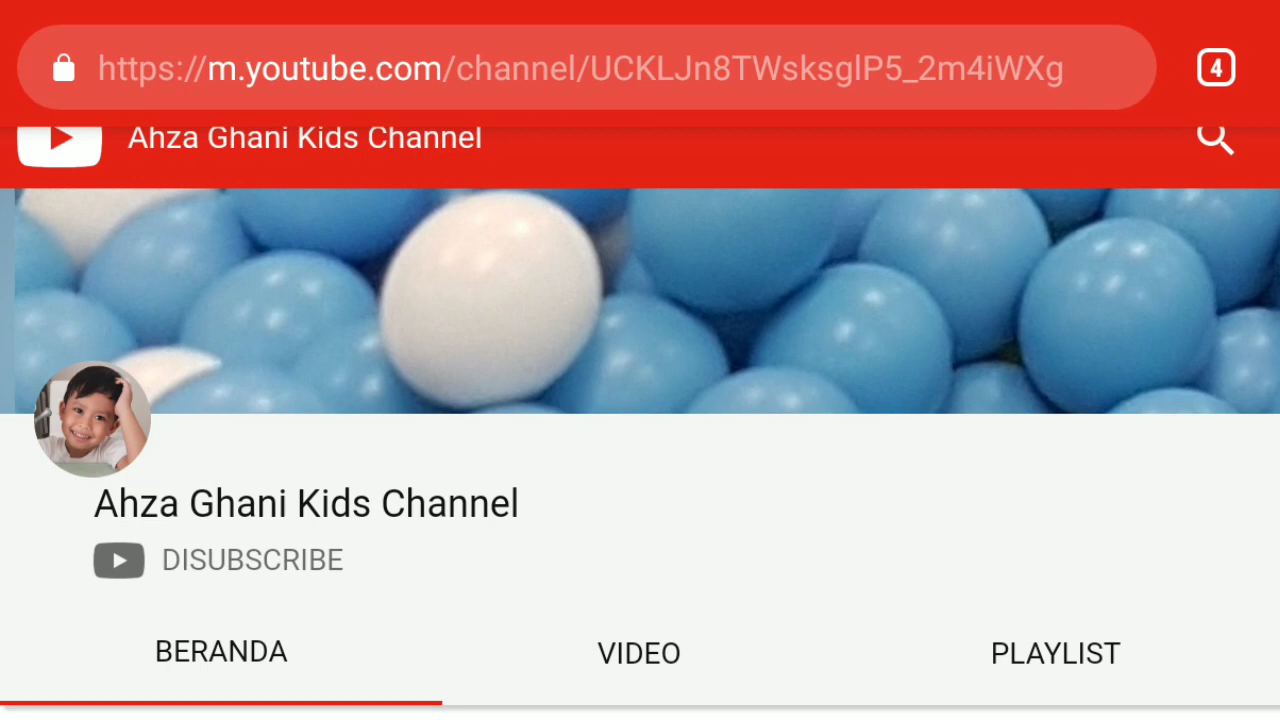 https://m.youtube.com/channel/UCKLJn8TWsksglP5_2m4iWXg
4
Ahza Ghani Kids Channel
Ahza Ghani Kids Channel
DISUBSCRIBE
BERANDA VIDEO PLAYLIST